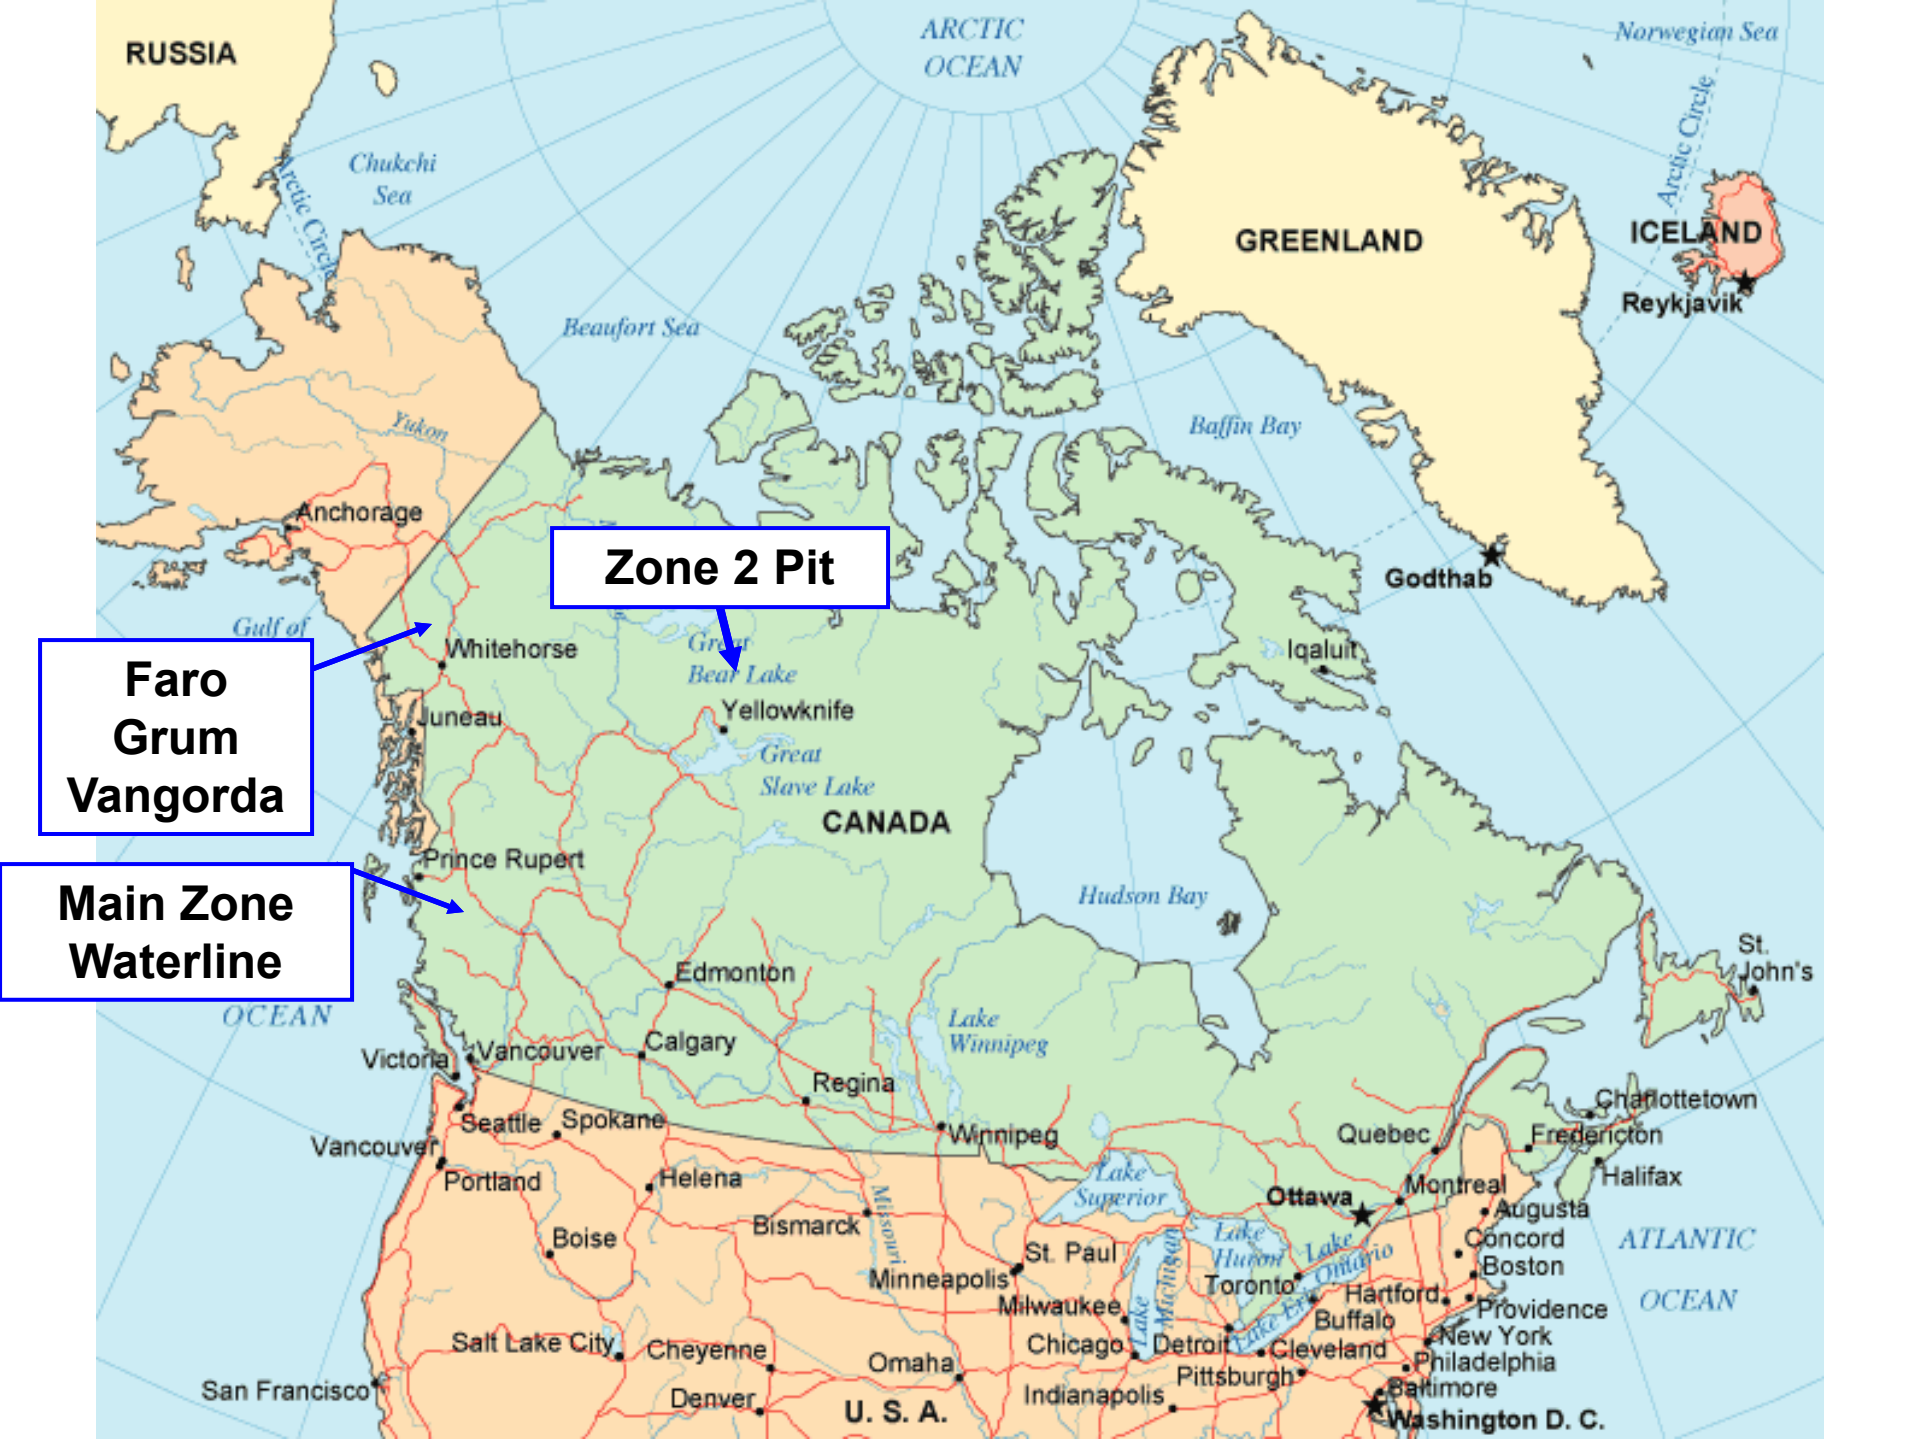 RUSSIA
ARCTIC
OCEAN
Norwegian Sea
Arctic Circle
Chukchi
Sea
Arctic Circle
GREENLAND
ICELAND
Reykjavik
Beaufort Sea
Baffin Bay
Yukon
Anchorage
Zone 2 Pit
Godthab
Gulf of
Great
Bear Lake
Whitehorse
Iqaluit
Faro
Grum
Vangorda
Juneau
Yellowknife
Great
Slave Lake
CANADA
Prince Rupert
Hudson Bay
Main Zone
Waterline
St.
John's
Edmonton
OCEAN
Lake
Winnipeg
Victoria
Vancouver
Calgary
Regina
Charlottetown
Seattle
Spokane
Winnipeg
Quebec
Fredericton
Vancouver
Portland
Helena
Lake
Superior
Montreal
Halifax
Ottawa
Augusta
Missouri
Bismarck
Boise
St. Paul
Lake
Huron
Lake
Ontario
Concord
Boston
ATLANTIC
OCEAN
Minneapolis
Lake
Michigan
Toronto
Lake Erie
Hartford
Providence
Milwaukee
Buffalo
Salt Lake City
Cheyenne
Chicago
Detroit
Cleveland
New York
Philadelphia
Omaha
Pittsburgh
San Francisco
Denver
Indianapolis
Baltimore
U. S. A.
Washington D. C.